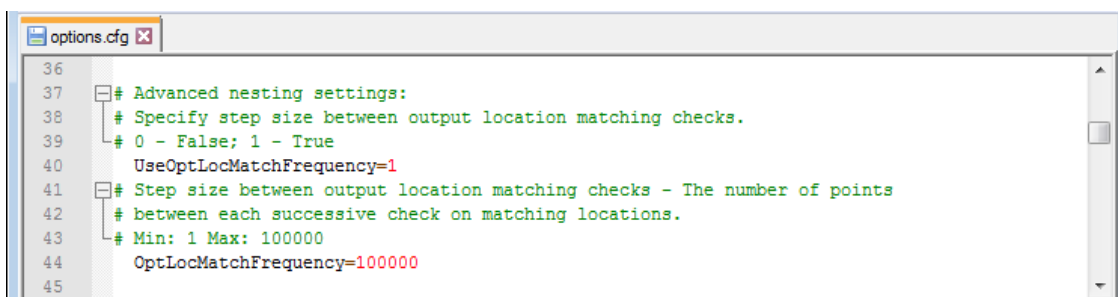 options.cfg
36
37 # Advanced nesting settings:
38 # Specify step size between output location matching checks.
39 # 0 - False; 1 - True
40 UseOptLocMatchFrequency=1
41 # Step size between output location matching checks - The number of points
42 # between each successive check on matching locations.
43 # Min: 1 Max: 100000
44 OptLocMatchFrequency=100000
45